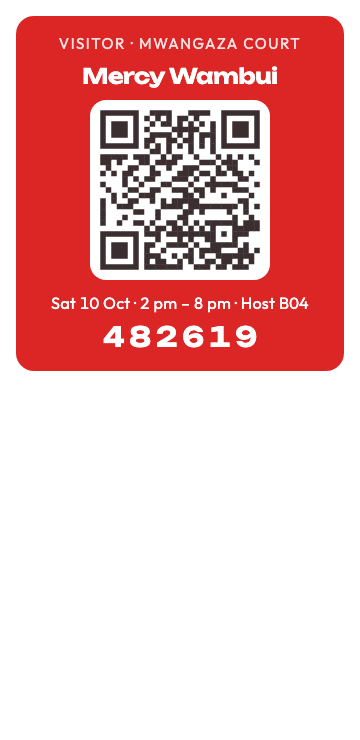 VISITOR · MWANGAZA COURT
Mercy Wambui
Sat 10 Oct · 2 pm – 8 pm · Host B04
482619